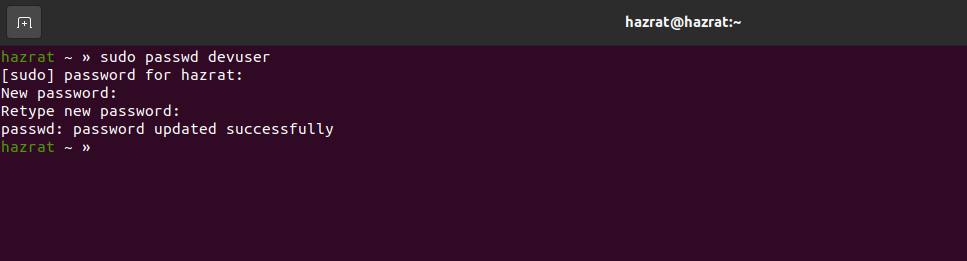 hazrat@hazrat:~
hazrat ~ » sudo passwd devuser
[sudo] password for hazrat:
New password:
Retype new password:
passwd: password updated successfully
hazrat ~ »